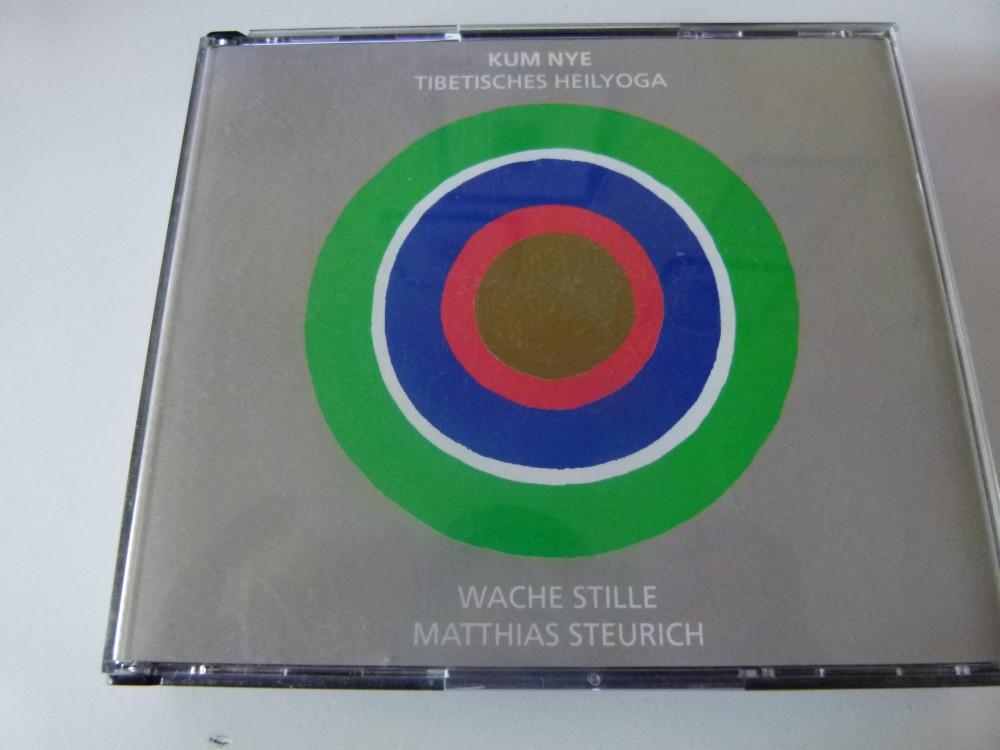 KUM NYE
TIBETISCHES HEILYOGA
WACHE STILLE
MATTHIAS STEURICH